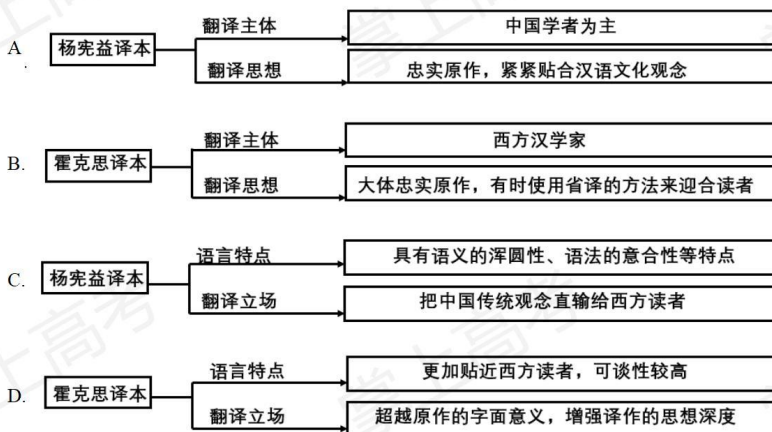 翻译主体
中国学者为主
A
.
杨宪益译本
翻译思想
忠实原作，紧紧贴合汉语文化观念
翻译主体
西方汉学家
B.
霍克思译本
翻译思想
大体忠实原作，有时使用省译的方法来迎合读者
语言特点
具有语义的浑圆性、语法的意合性等特点
C.
杨宪益译本
翻译立场
把中国传统观念直输给西方读者
语言特点
更加贴近西方读者，可谈性较高
D.
霍克思译本
翻译立场
超越原作的字面意义，增强译作的思想深度